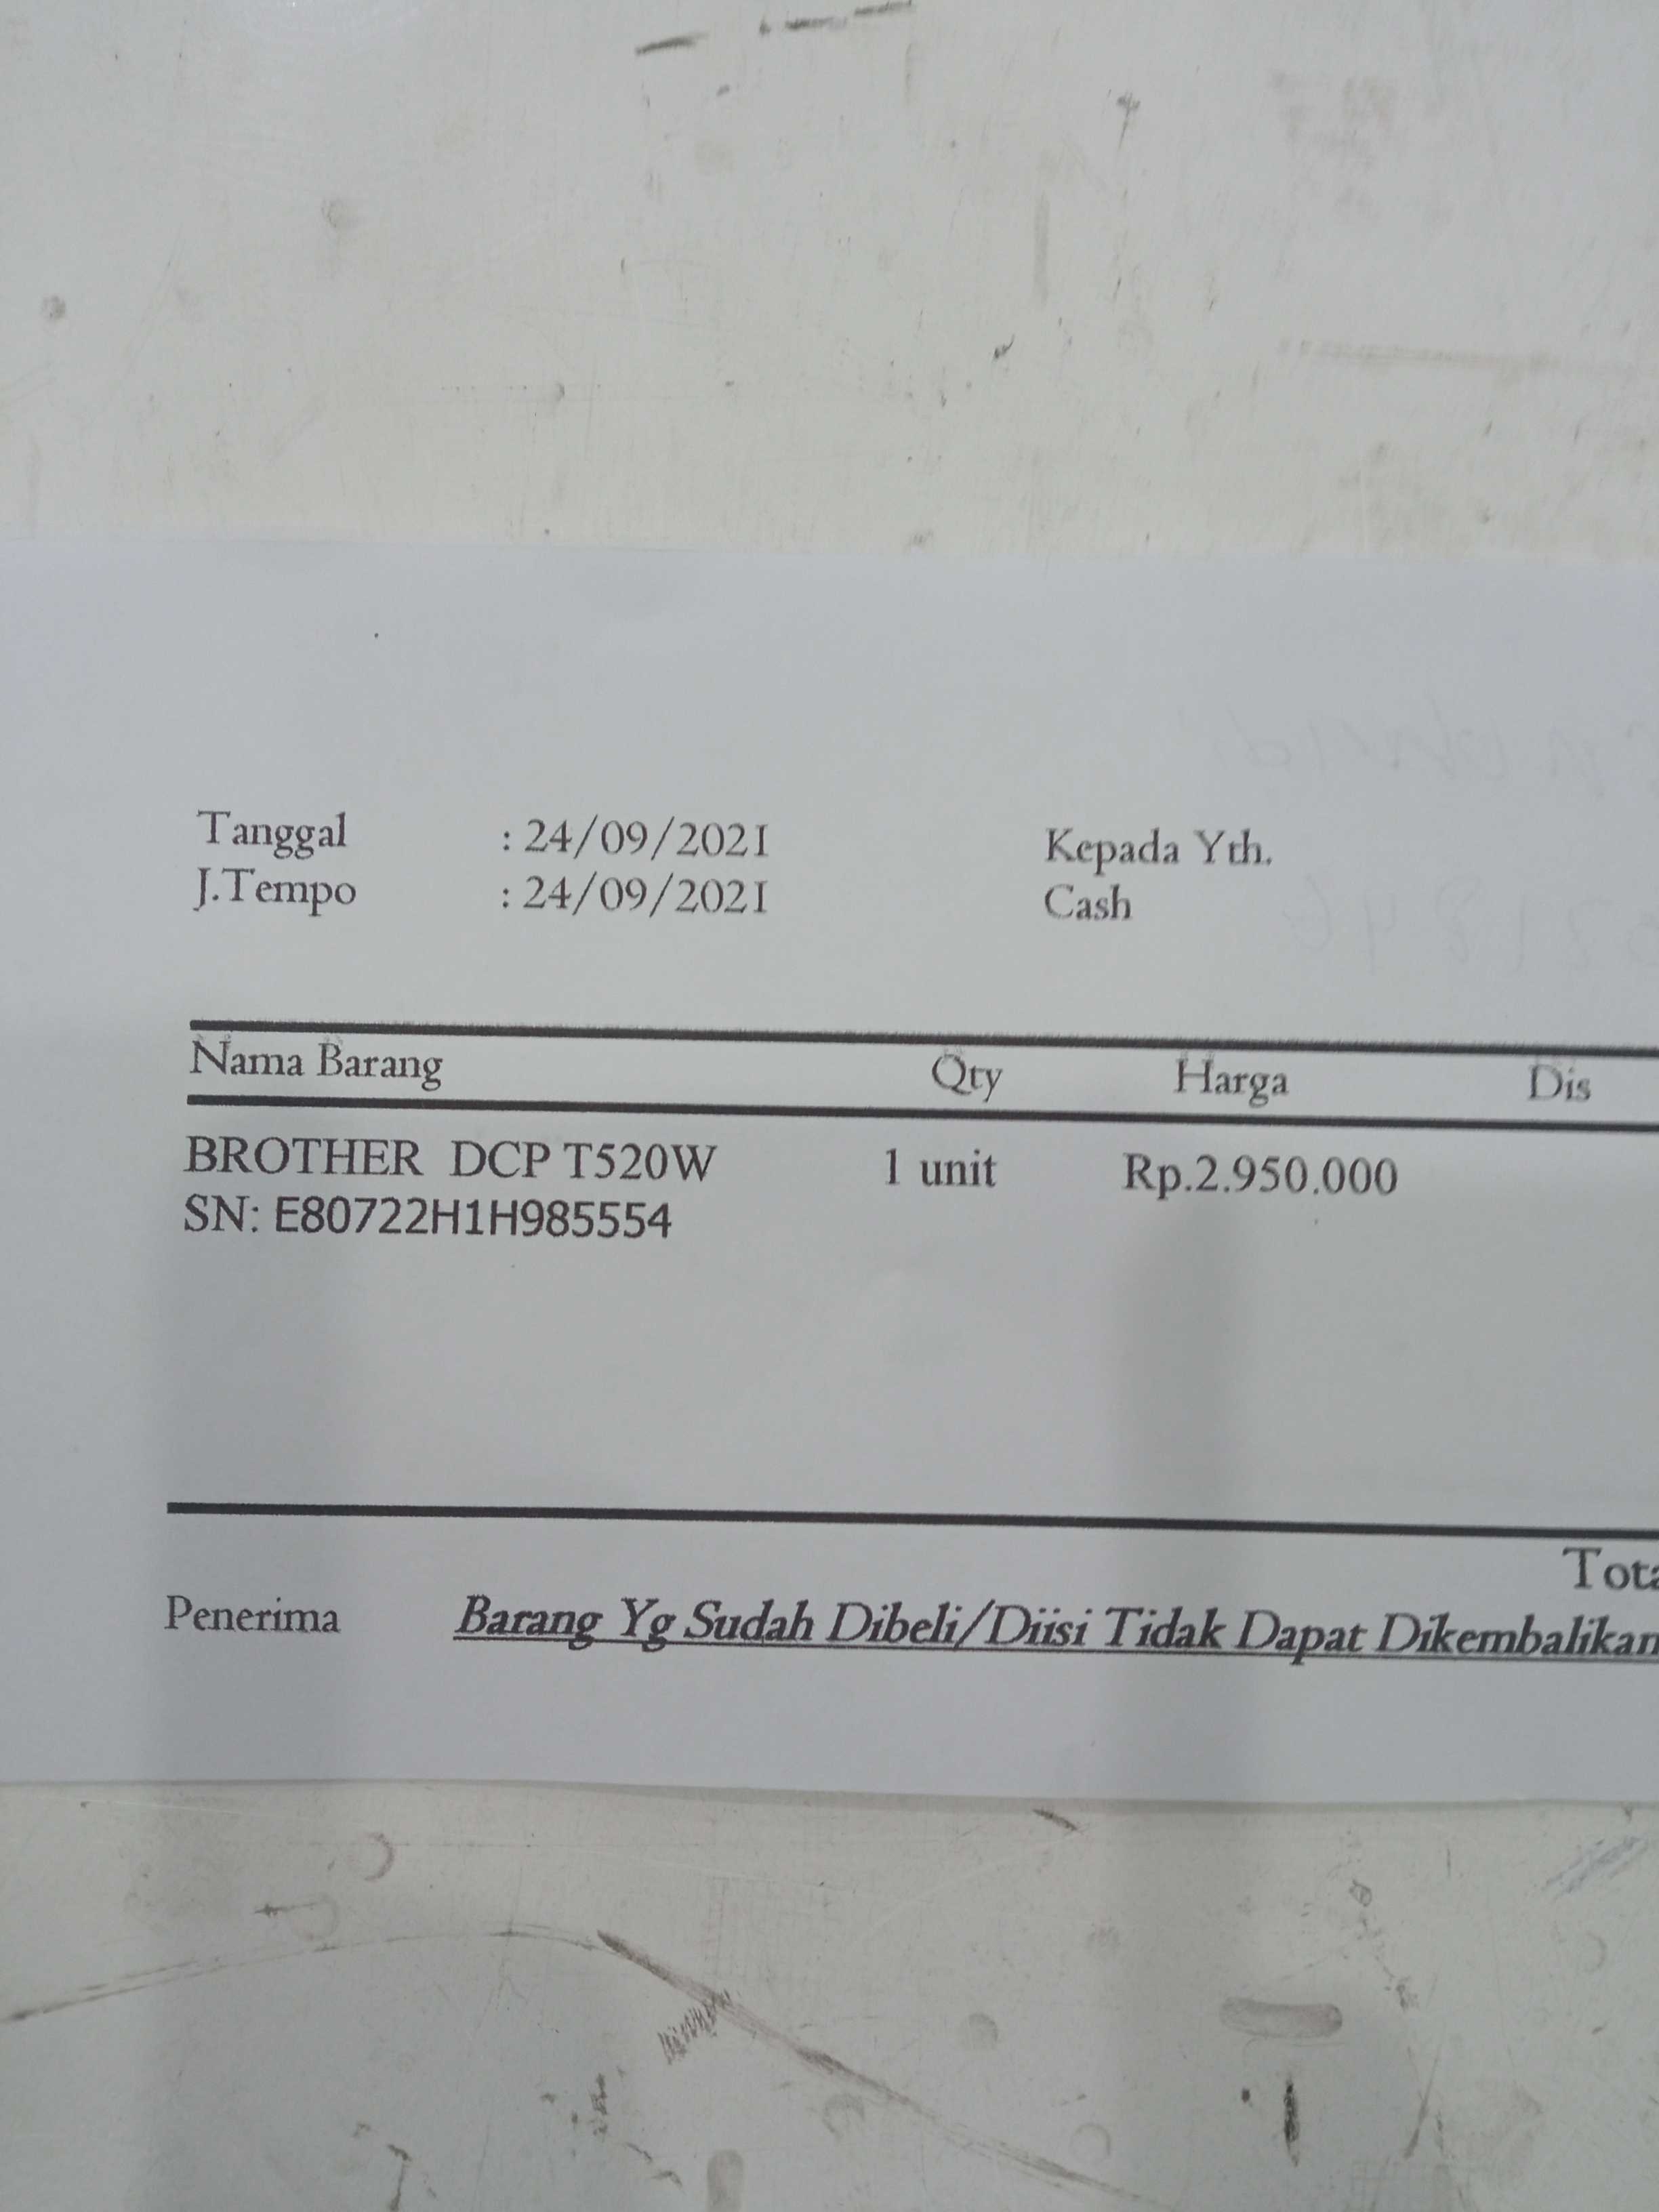 Tanggal : 24/09/2021 Kepada Yth.
J.Tempo : 24/09/2021 Cash
Nama Barang Qty Harga Dis
BROTHER DCP T520W 1 unit Rp.2.950.000
SN: E80722H1H985554
Tota
Penerima Barang Yg Sudah Dibeli/Diisi Tidak Dapat Dikembalikan